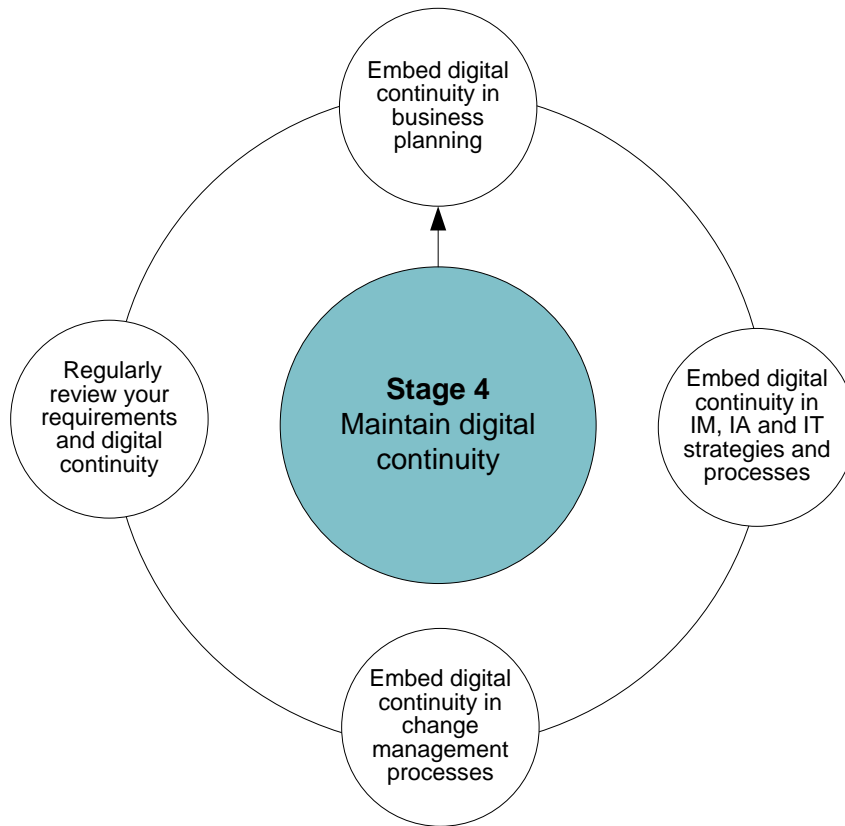 Embed digital
continuity in
business
planning
Regularly
review your
requirements
and digital
continuity
Stage 4
Maintain digital
continuity
Embed digital
continuity in
IM, IA and IT
strategies and
processes
Embed digital
continuity in
change
management
processes